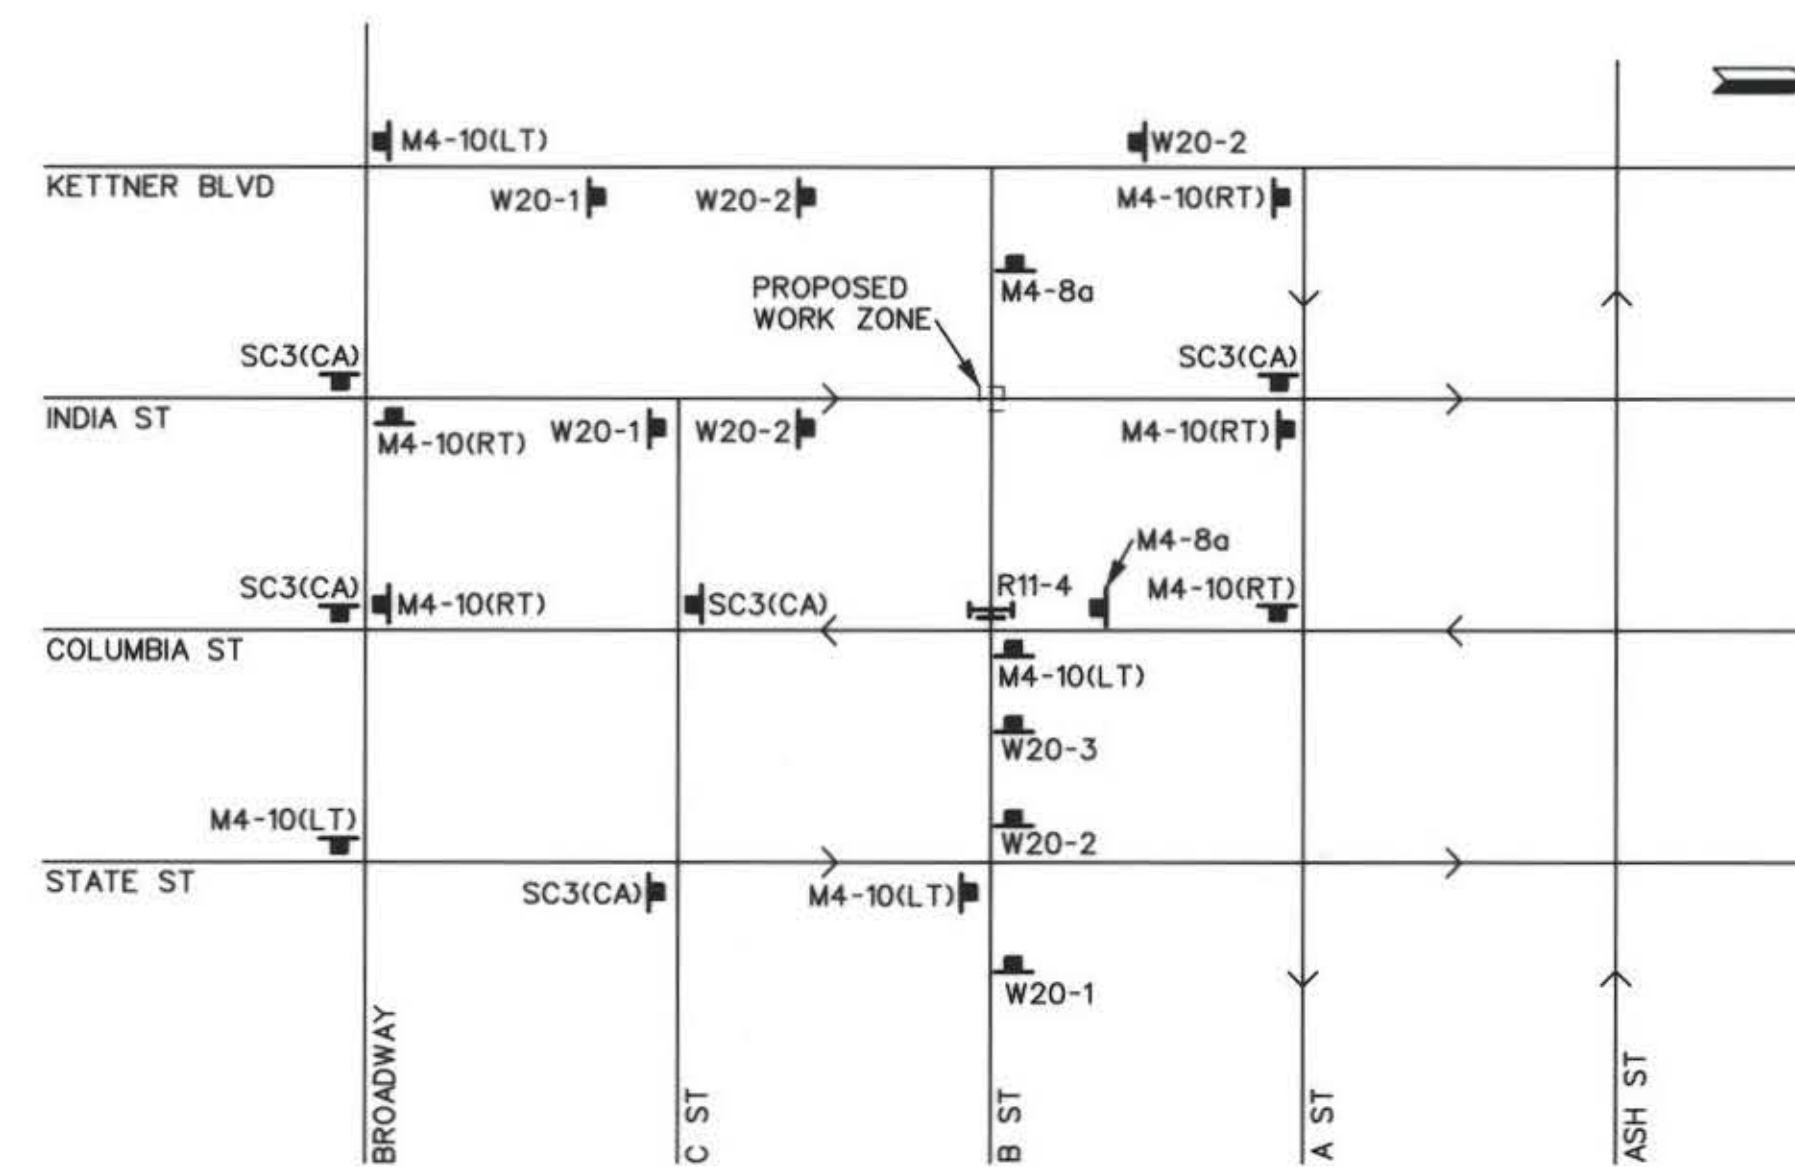 M4-10(LT)
W20-2
KETTNER BLVD
W20-1
W20-2
M4-10(RT)
PROPOSED
WORK ZONE
M4-8a
SC3(CA)
SC3(CA)
INDIA ST
M4-10(RT)
W20-1
W20-2
M4-10(RT)
M4-8a
SC3(CA)
M4-10(RT)
SC3(CA)
R11-4
M4-10(RT)
COLUMBIA ST
M4-10(LT)
W20-3
M4-10(LT)
W20-2
STATE ST
SC3(CA)
M4-10(LT)
W20-1
BROADWAY
C ST
B ST
A ST
ASH ST